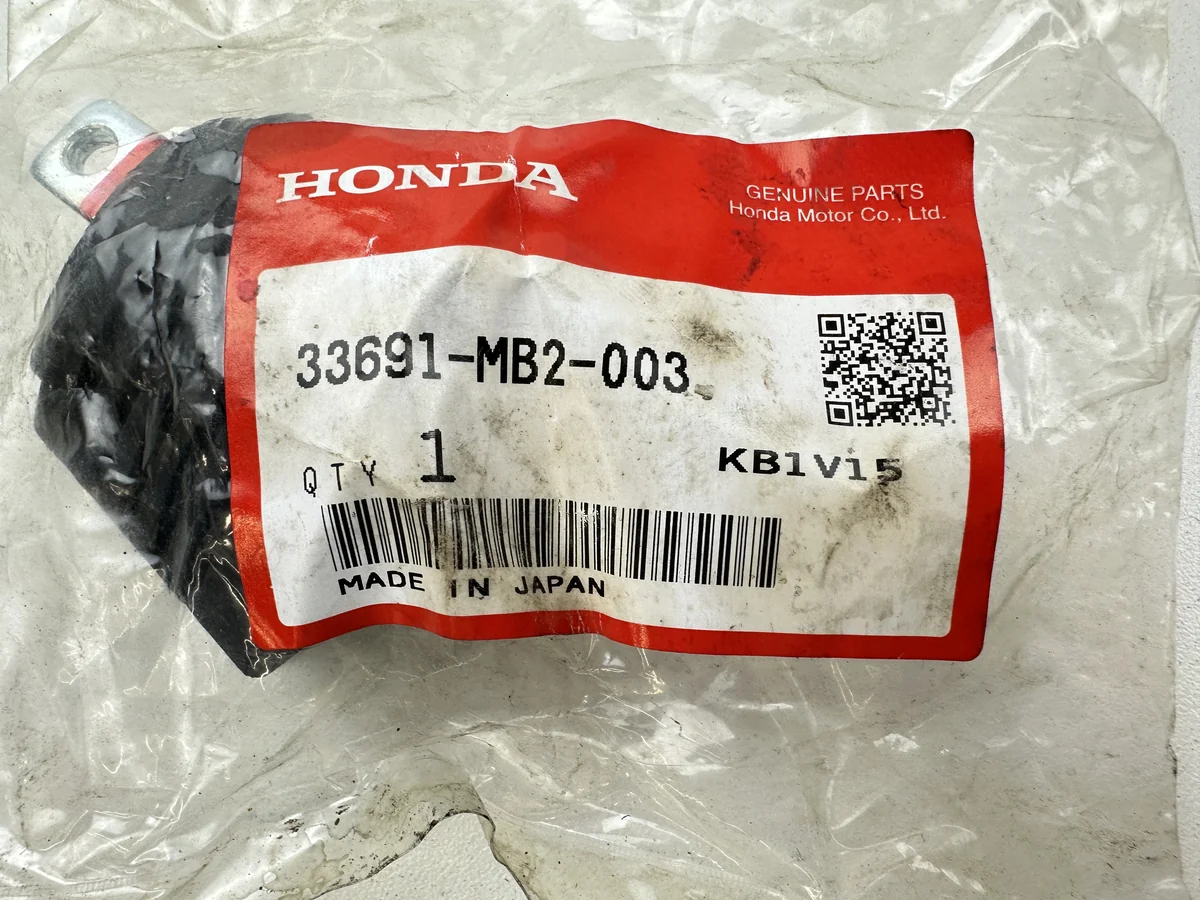 HONDA
GENUINE PARTS
Honda Motor Co., Ltd.
33691-MB2-003
QTY 1
KB1V15
MADE IN JAPAN